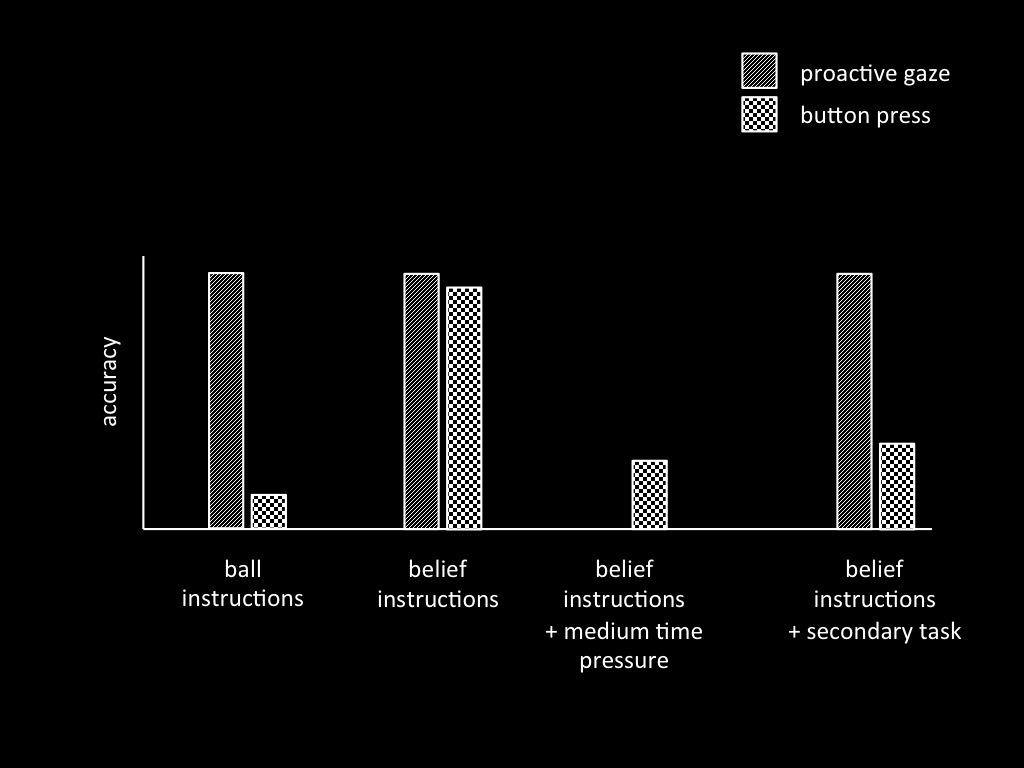 proactive gaze
button press
accuracy
ball
instructions
belief
instructions
belief
instructions
+ medium time
pressure
belief
instructions
+ secondary task